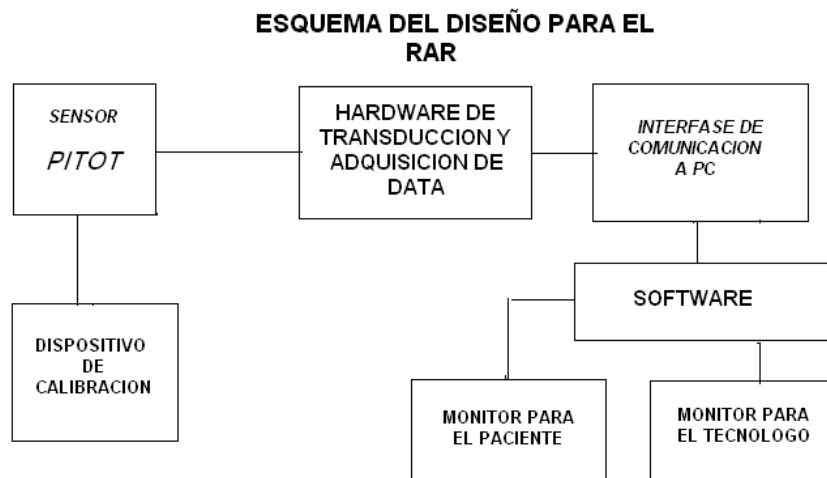 ESQUEMA DEL DISEÑO PARA EL
RAR
SENSOR
PITOT
HARDWARE DE
TRANSDUCCION Y
ADQUISICION DE
DATA
INTERFASE DE
COMUNICACION
A PC
SOFTWARE
DISPOSITIVO
DE
CALIBRACION
MONITOR PARA
EL PACIENTE
MONITOR PARA
EL TECNOLOGO